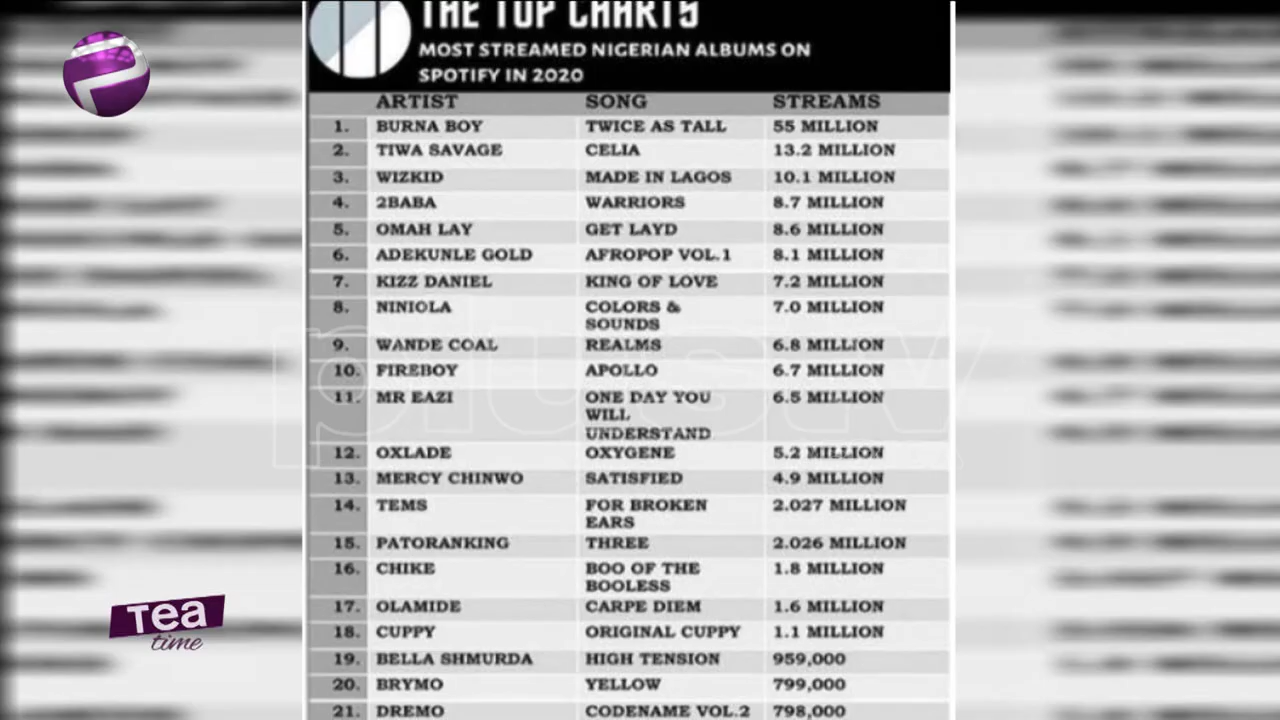 THE TOP CHARTS
MOST STREAMED NIGERIAN ALBUMS ON
SPOTIFY IN 2020
ARTIST SONG STREAMS
1. BURNA BOY TWICE AS TALL 55 MILLION
2. TIWA SAVAGE CELIA 13.2 MILLION
3. WIZKID MADE IN LAGOS 10.1 MILLION
4. 2BABA WARRIORS 8.7 MILLION
5. OMAH LAY GET LAYD 8.6 MILLION
6. ADEKUNLE GOLD AFROPOP VOL.1 8.1 MILLION
7. KIZZ DANIEL KING OF LOVE 7.2 MILLION
8. NINIOLA COLORS & 7.0 MILLION
SOUNDS
9. WANDE COAL REALMS 6.8 MILLION
10. FIREBOY APOLLO 6.7 MILLION
11. MR EAZI ONE DAY YOU 6.5 MILLION
WILL
UNDERSTAND
12. OXLADE OXYGENE 5.2 MILLION
13. MERCY CHINWO SATISFIED 4.9 MILLION
14. TEMS FOR BROKEN 2.027 MILLION
EARS
15. PATORANKING THREE 2.026 MILLION
16. CHIKE BOO OF THE 1.8 MILLION
BOOLESS
17. OLAMIDE CARPE DIEM 1.6 MILLION
18. CUPPY ORIGINAL CUPPY 1.1 MILLION
19. BELLA SHMURDA HIGH TENSION 959,000
20. BRYMO YELLOW 799,000
21. DREMO CODENAME VOL.2 798,000
plustv
Tea
time